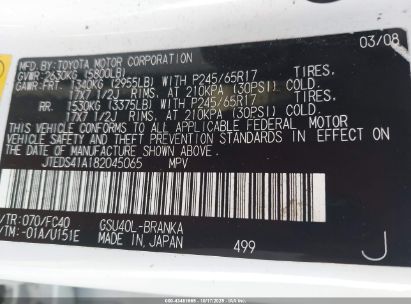 MFD.BY:TOYOTA MOTOR CORPORATION 03/08
GVWR 2630KG (5800LB)
GAWR:FRT. 1340KG (2955LB) WITH P245/65R17 TIRES.
17X7 1/2J RIMS, AT 210KPA (30PSI) COLD.
RR. 1530KG (3375LB) WITH P245/65R17 TIRES.
17X7 1/2J RIMS, AT 210KPA (30PSI) COLD.
THIS VEHICLE CONFORMS TO ALL APPLICABLE FEDERAL MOTOR
VEHICLE SAFETY STANDARDS IN EFFECT ON THE
DATE OF MANUFACTURE SHOWN ABOVE.
JTEDS41A182045065 MPV
/TR:070/FC40 GSU40L-BRANKA
/TM:-01A/U151E MADE IN JAPAN 499 J